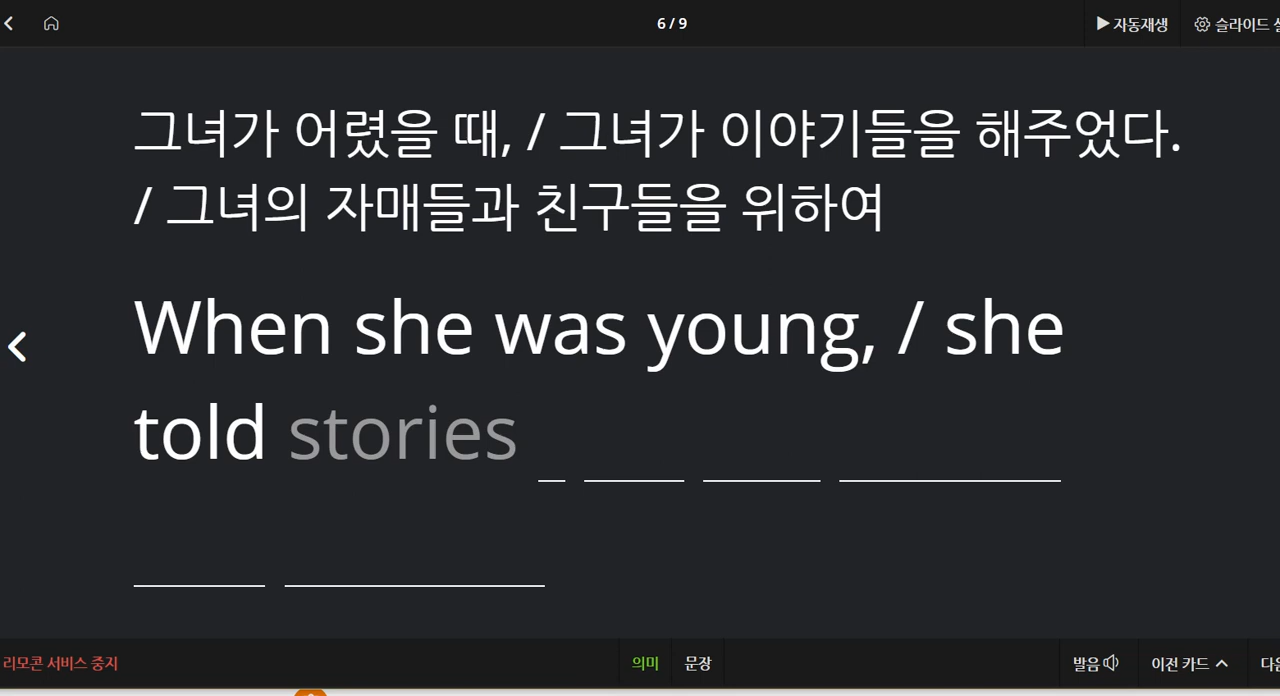 6 / 9
자동재생
슬라이드
그녀가 어렸을 때, / 그녀가 이야기들을 해주었다.
/ 그녀의 자매들과 친구들을 위하여
When she was young, / she
told stories
리모콘 서비스 중지
의미
문장
발음
이전 카드